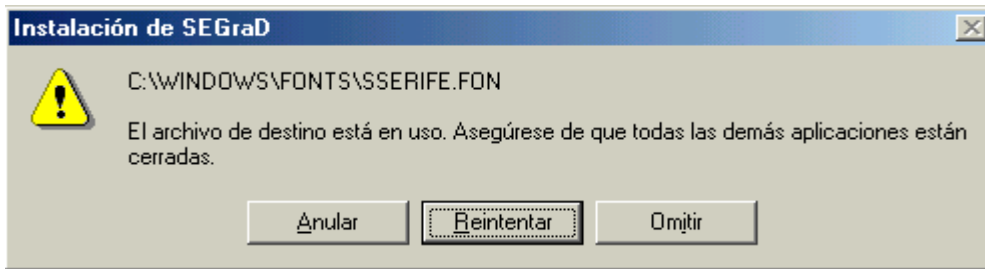 Instalación de SEGraD
C:\WINDOWS\FONTS\SSERIFE.FON
El archivo de destino está en uso. Asegúrese de que todas las demás aplicaciones están
cerradas.
Anular Reintentar Omitir